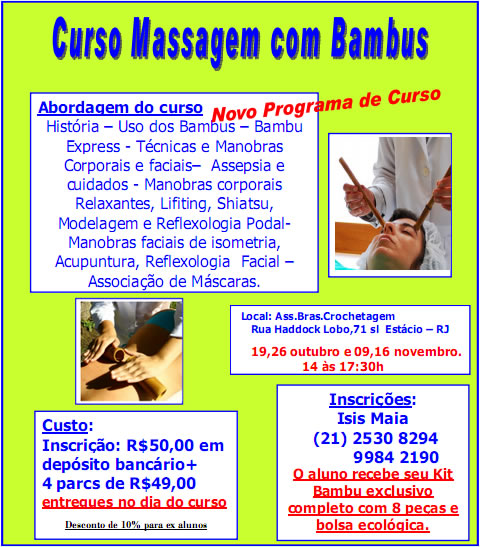 Curso Massagem com Bambus
Novo Programa de Curso
Abordagem do curso
História – Uso dos Bambus – Bambu
Express - Técnicas e Manobras
Corporais e faciais– Assepsia e
cuidados - Manobras corporais
Relaxantes, Lifiting, Shiatsu,
Modelagem e Reflexologia Podal-
Manobras faciais de isometria,
Acupuntura, Reflexologia Facial –
Associação de Máscaras.
Local: Ass.Bras.Crochetagem
Rua Haddock Lobo,71 sl Estácio – RJ
19,26 outubro e 09,16 novembro.
14 às 17:30h
Custo:
Inscrição: R$50,00 em
depósito bancário+
4 parcs de R$49,00
entregues no dia do curso
Desconto de 10% para ex alunos
Inscrições:
Isis Maia
(21) 2530 8294
9984 2190
O aluno recebe seu Kit
Bambu exclusivo
completo com 8 peças e
bolsa ecológica.